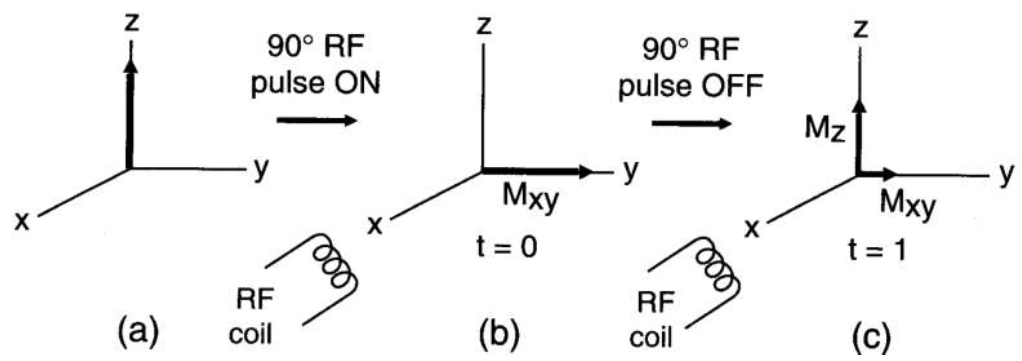 z
y
x
(a)
90° RF
pulse ON
RF
coil
z
y
Mxy
x
t = 0
(b)
90° RF
pulse OFF
RF
coil
z
Mz
y
Mxy
x
t = 1
(c)